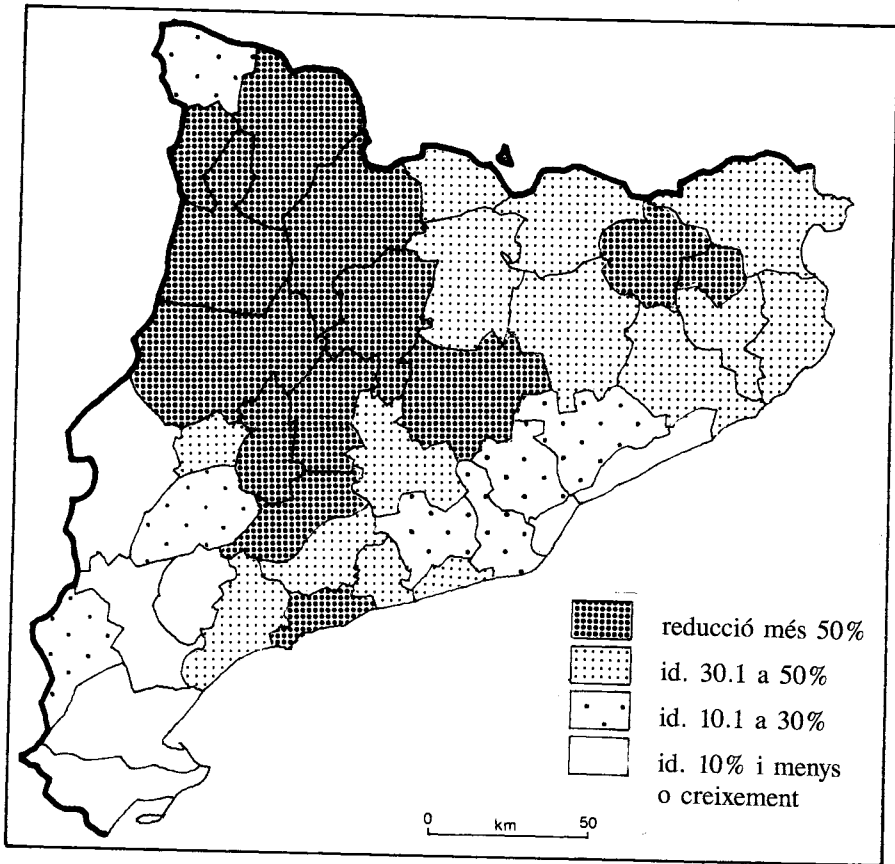 reducció més 50%
id. 30.1 a 50%
id. 10.1 a 30%
id. 10% i menys
o creixement
0 km 50